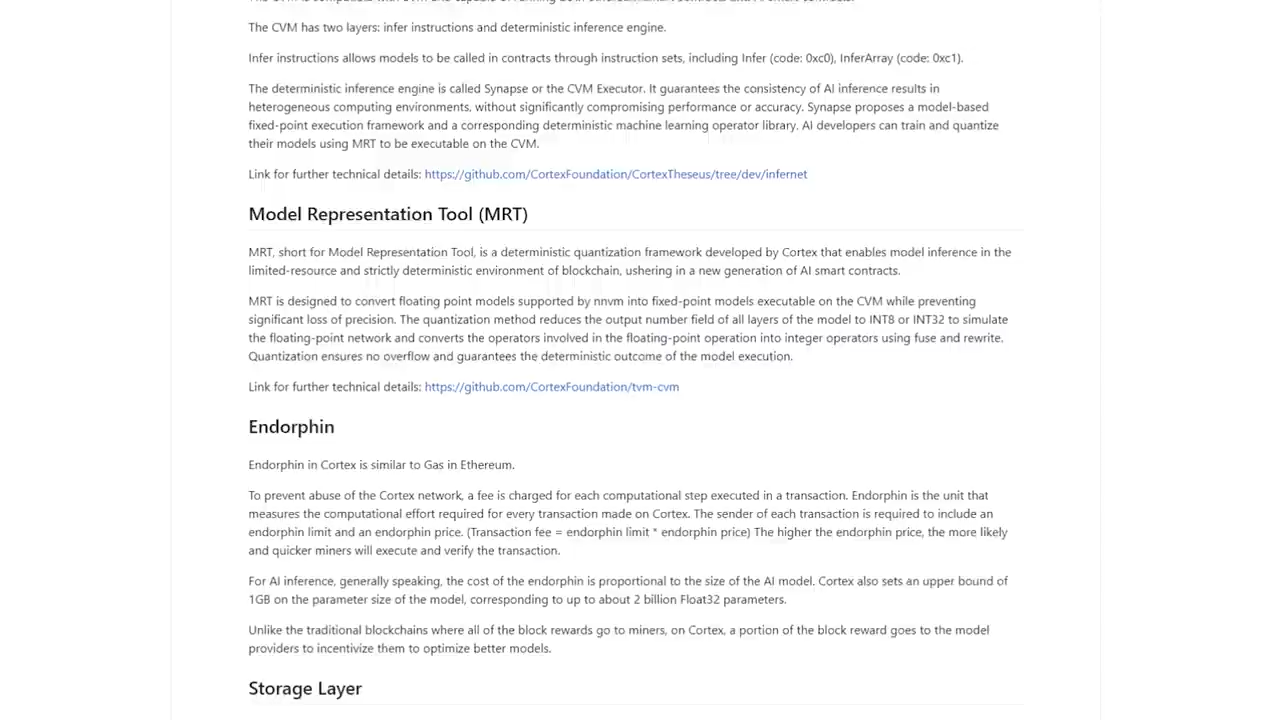 The CVM has two layers: infer instructions and deterministic inference engine.
Infer instructions allows models to be called in contracts through instruction sets, including Infer (code: 0xc0), InferArray (code: 0xc1).
The deterministic inference engine is called Synapse or the CVM Executor. It guarantees the consistency of AI inference results in
heterogeneous computing environments, without significantly compromising performance or accuracy. Synapse proposes a model-based
fixed-point execution framework and a corresponding deterministic machine learning operator library. AI developers can train and quantize
their models using MRT to be executable on the CVM.
Link for further technical details: https://github.com/CortexFoundation/CortexTheseus/tree/dev/infernet
Model Representation Tool (MRT)
MRT, short for Model Representation Tool, is a deterministic quantization framework developed by Cortex that enables model inference in the
limited-resource and strictly deterministic environment of blockchain, ushering in a new generation of AI smart contracts.
MRT is designed to convert floating point models supported by nnvm into fixed-point models executable on the CVM while preventing
significant loss of precision. The quantization method reduces the output number field of all layers of the model to INT8 or INT32 to simulate
the floating-point network and converts the operators involved in the floating-point operation into integer operators using fuse and rewrite.
Quantization ensures no overflow and guarantees the deterministic outcome of the model execution.
Link for further technical details: https://github.com/CortexFoundation/tvm-cvm
Endorphin
Endorphin in Cortex is similar to Gas in Ethereum.
To prevent abuse of the Cortex network, a fee is charged for each computational step executed in a transaction. Endorphin is the unit that
measures the computational effort required for every transaction made on Cortex. The sender of each transaction is required to include an
endorphin limit and an endorphin price. (Transaction fee = endorphin limit * endorphin price) The higher the endorphin price, the more likely
and quicker miners will execute and verify the transaction.
For AI inference, generally speaking, the cost of the endorphin is proportional to the size of the AI model. Cortex also sets an upper bound of
1GB on the parameter size of the model, corresponding to up to about 2 billion Float32 parameters.
Unlike the traditional blockchains where all of the block rewards go to miners, on Cortex, a portion of the block reward goes to the model
providers to incentivize them to optimize better models.
Storage Layer